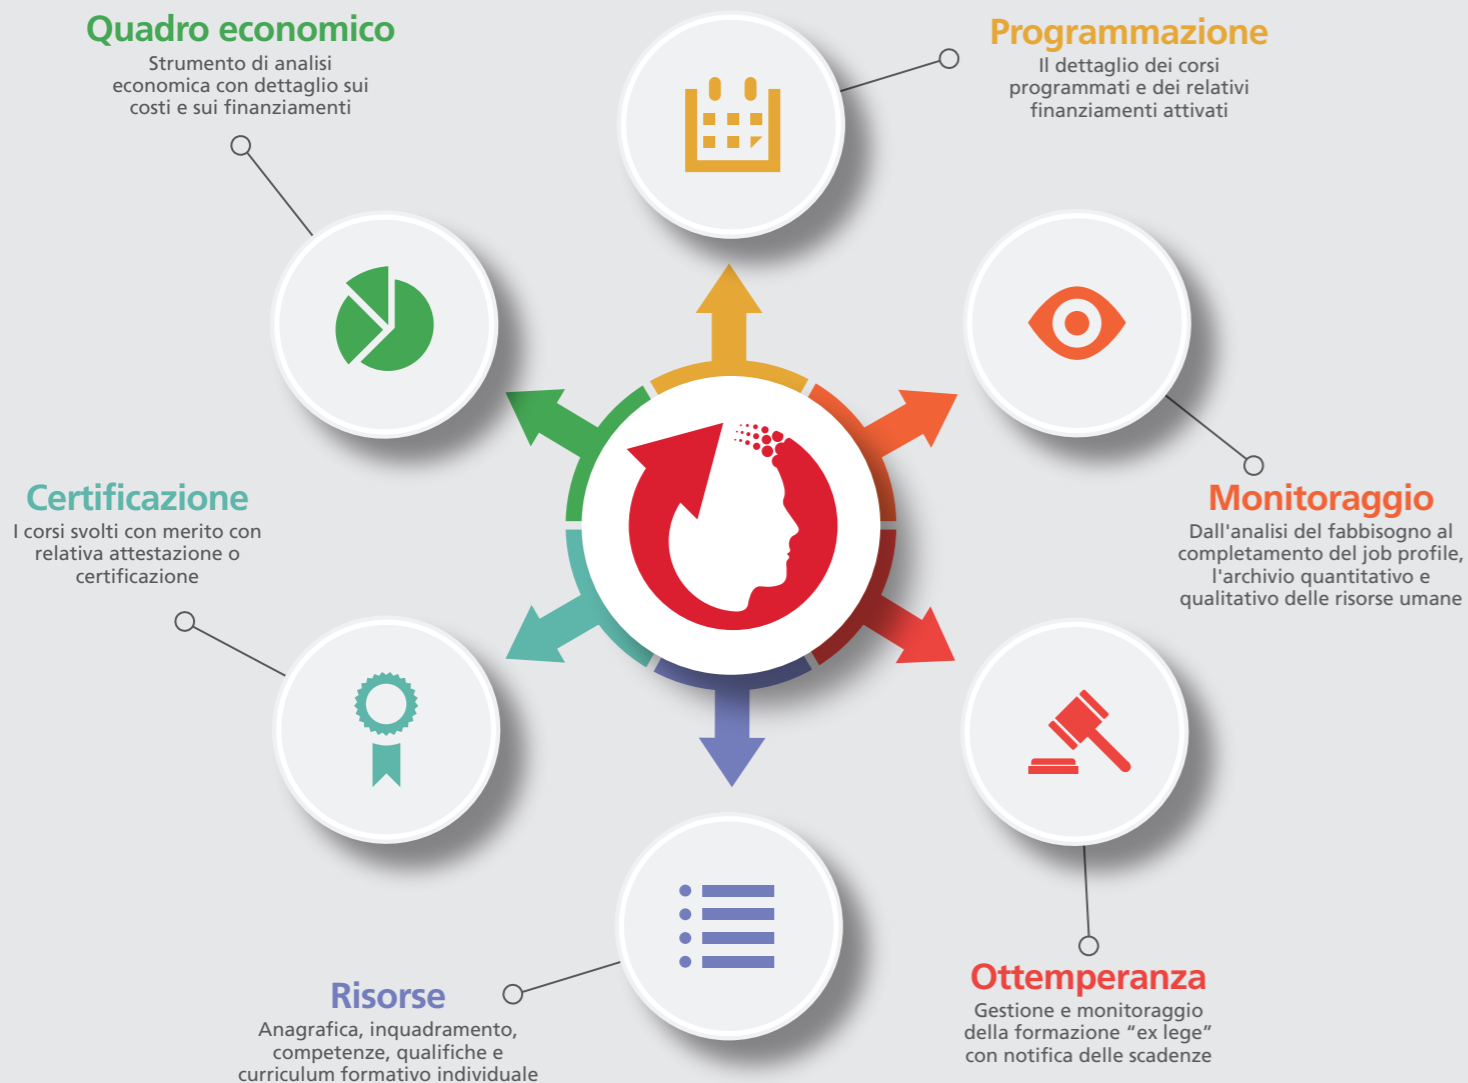 Quadro economico
Strumento di analisi
economica con dettaglio sui
costi e sui finanziamenti
Programmazione
Il dettaglio dei corsi
programmati e dei relativi
finanziamenti attivati
Certificazione
I corsi svolti con merito con
relativa attestazione o
certificazione
Monitoraggio
Dall'analisi del fabbisogno al
completamento del job profile,
l'archivio quantitativo e
qualitativo delle risorse umane
Risorse
Anagrafica, inquadramento,
competenze, qualifiche e
curriculum formativo individuale
Ottemperanza
Gestione e monitoraggio
della formazione “ex lege”
con notifica delle scadenze